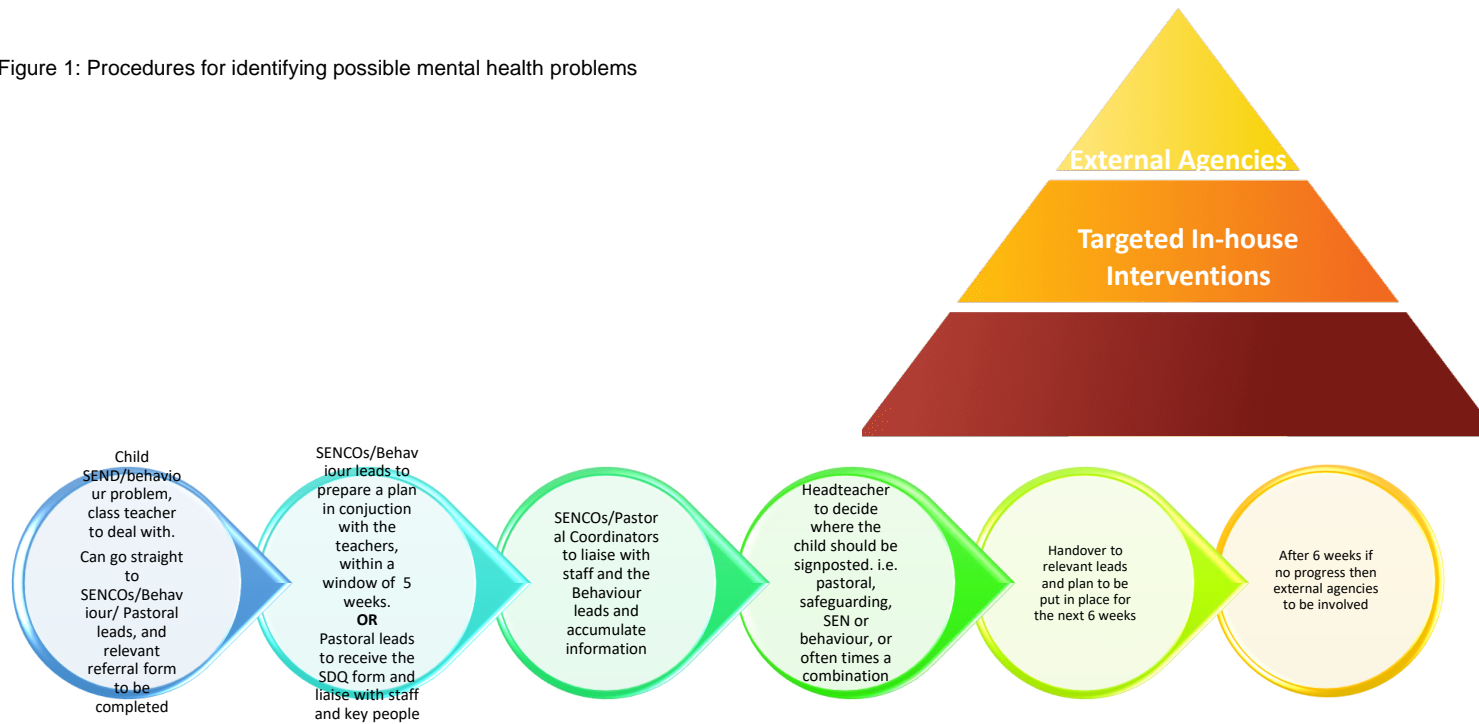 Figure 1: Procedures for identifying possible mental health problems
External Agencies
Targeted In-house
Interventions
Child
SEND/behavio
ur problem,
class teacher
to deal with.
Can go straight
to
SENCOs/Behav
iour/ Pastoral
leads, and
relevant
referral form
to be
completed
SENCOs/Behav
iour leads to
prepare a plan
in conjuction
with the
teachers,
within a
window of 5
weeks.
OR
Pastoral leads
to receive the
SDQ form and
liaise with staff
and key people
SENCOs/Pastor
al Coordinators
to liaise with
staff and the
Behaviour
leads and
accumulate
information
Headteacher
to decide
where the
child should be
signposted. i.e.
pastoral,
safeguarding,
SEN or
behaviour, or
often times a
combination
Handover to
relevant leads
and plan to be
put in place for
the next 6 weeks
After 6 weeks if
no progress then
external agencies
to be involved